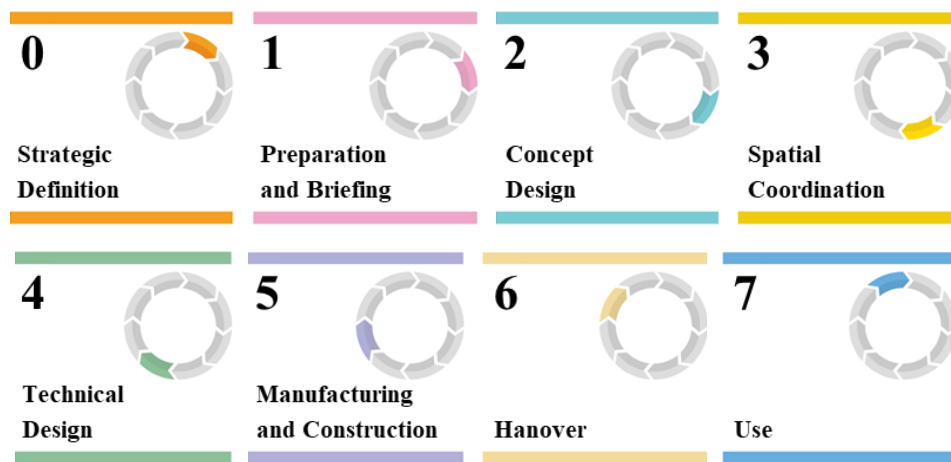 0
Strategic
Definition
1
Preparation
and Briefing
2
Concept
Design
3
Spatial
Coordination
4
Technical
Design
5
Manufacturing
and Construction
6
Hanover
7
Use